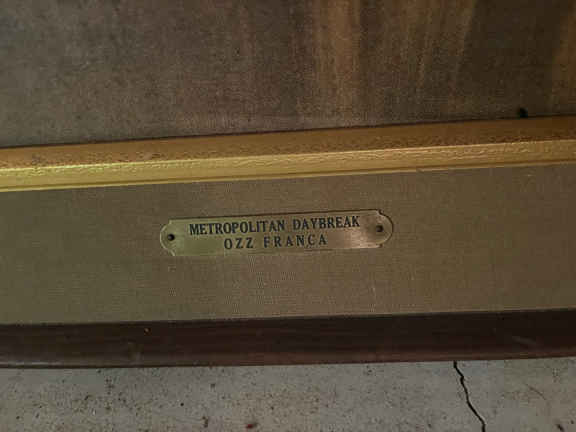 METROPOLITAN DAYBREAK
OZZ FRANCA